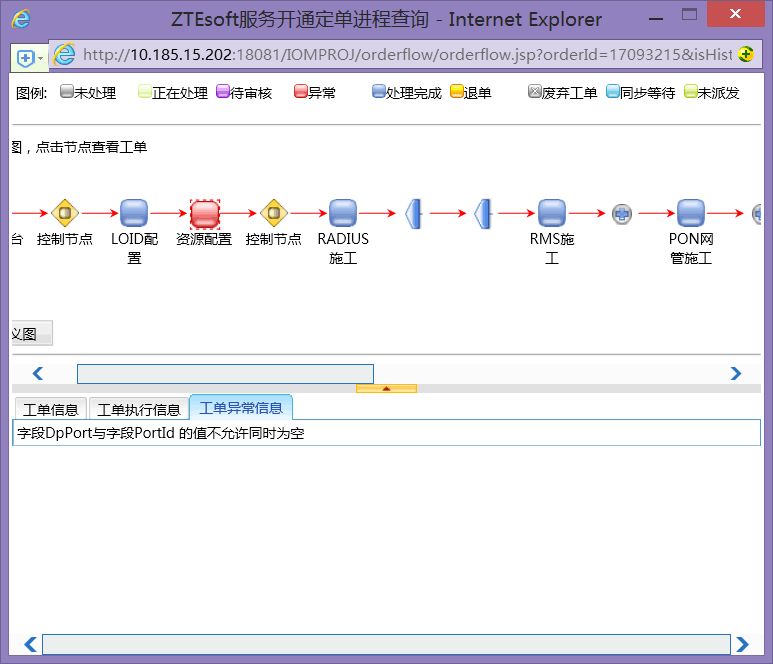 ZTEsoft服务开通定单进程查询 - Internet Explorer
http://10.185.15.202:18081/IOMPROJ/orderflow/orderflow.jsp?orderId=17093215&isHist
图例: 未处理 正在处理 待审核 异常 处理完成 退单 废弃工单 同步等待 未派发
图，点击节点查看工单
台 控制节点 LOID配置 资源配置 控制节点 RADIUS施工 RMS施工 PON网管施工
义图
工单信息 工单执行信息 工单异常信息
字段DpPort与字段PortId 的值不允许同时为空